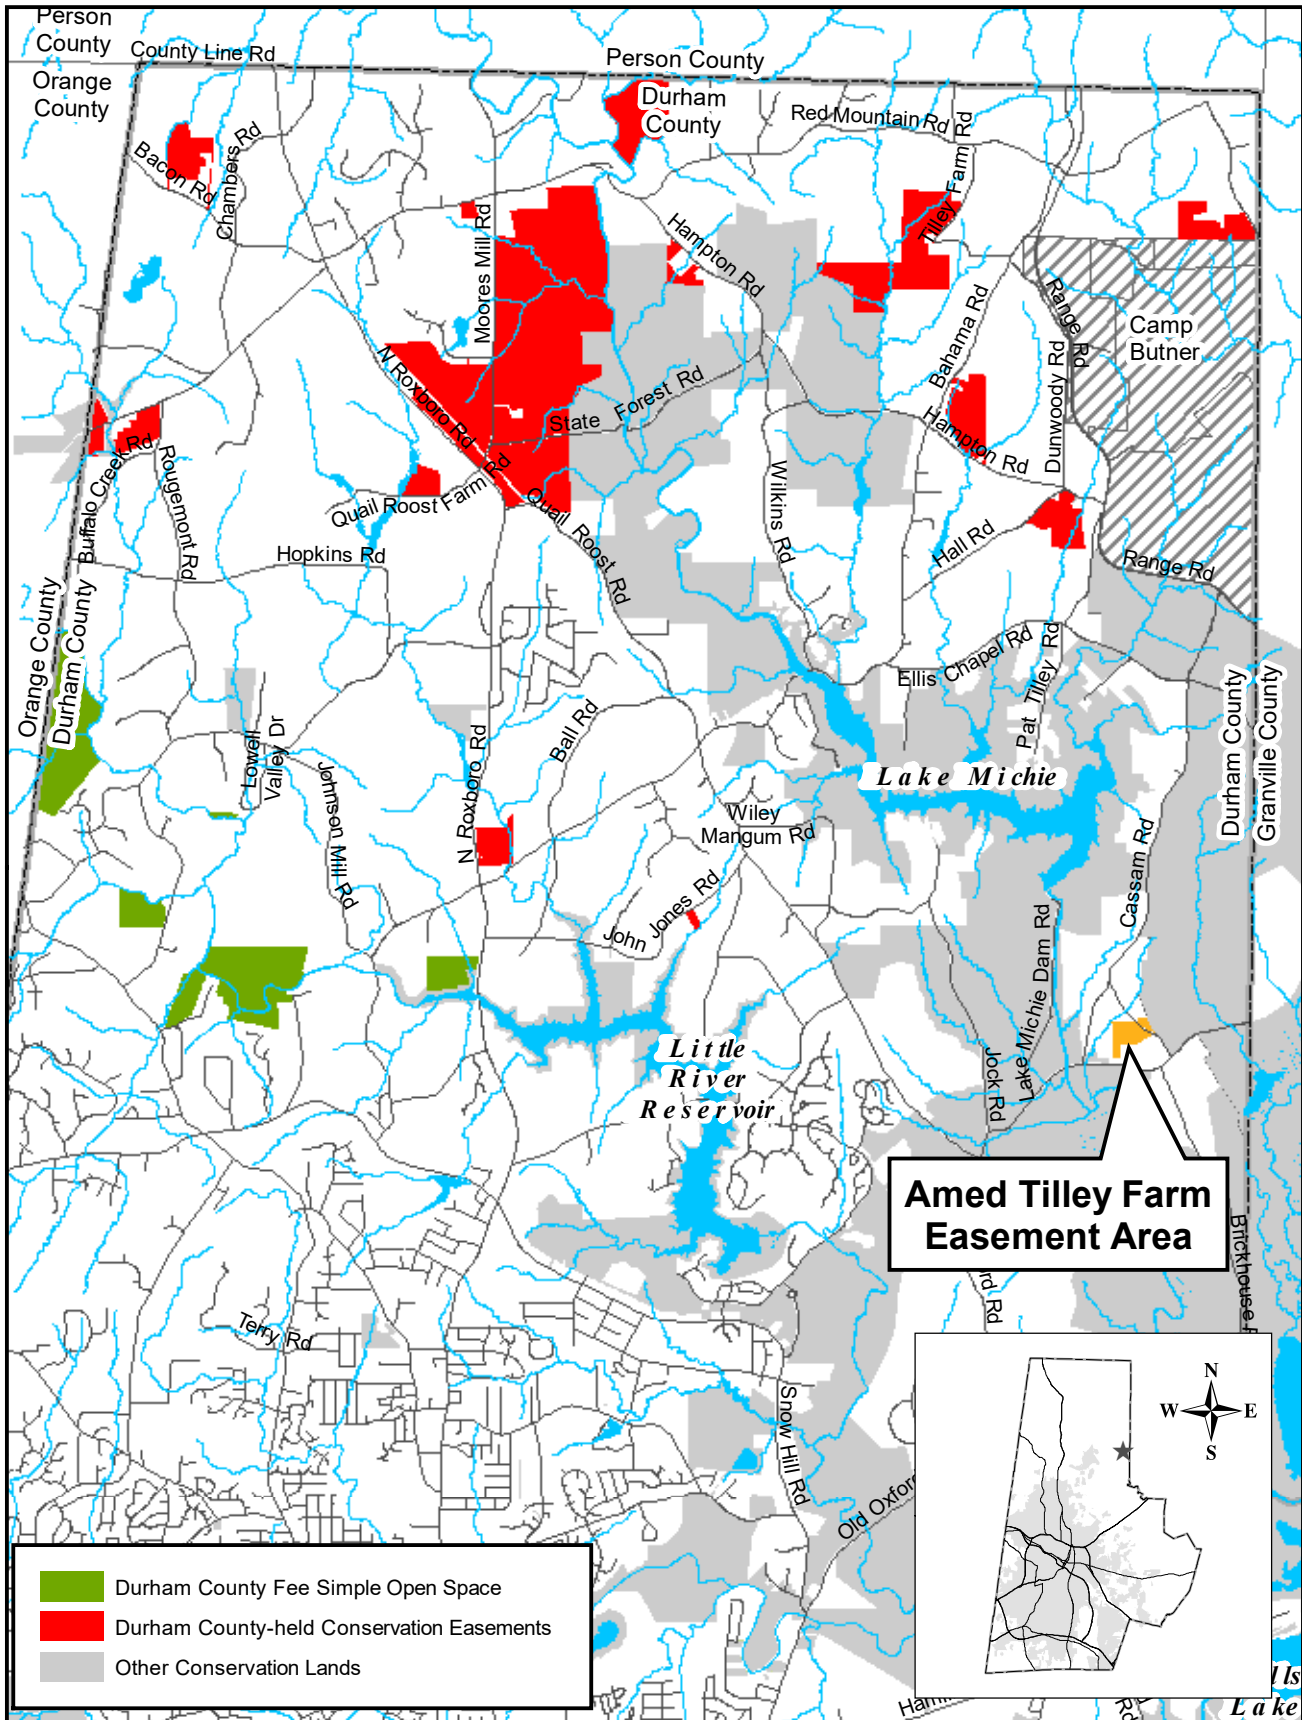 Person
County
County Line Rd
Person County
Orange
County
Durham
County
Red Mountain Rd
Bacon Rd
Chambers Rd
Tilley Farm Rd
Moores Mill Rd
Hampton Rd
Range Rd
Camp
Butner
Bahama Rd
Dunwoody Rd
N Roxboro Rd
State Forest Rd
Hampton Rd
Buffalo Creek Rd
Rougemont Rd
Quail Roost Farm Rd
Quail Roost Rd
Wilkins Rd
Hall Rd
Hopkins Rd
Range Rd
Orange County
Durham County
Ellis Chapel Rd
Pat Tilley Rd
Durham County
Granville County
Lowell
Valley Dr
Johnson Mill Rd
N Roxboro Rd
Ball Rd
Lake Michie
Wiley
Mangum Rd
Cassam Rd
John Jones Rd
Lake Michie Dam Rd
Jock Rd
Little
River
Reservoir
Amed Tilley Farm
Easement Area
Brickhouse
rd Rd
Terry Rd
Snow Hill Rd
Old Oxford
N
W
E
S
Durham County Fee Simple Open Space
Durham County-held Conservation Easements
Other Conservation Lands
Ham
Rd
lls
Lake